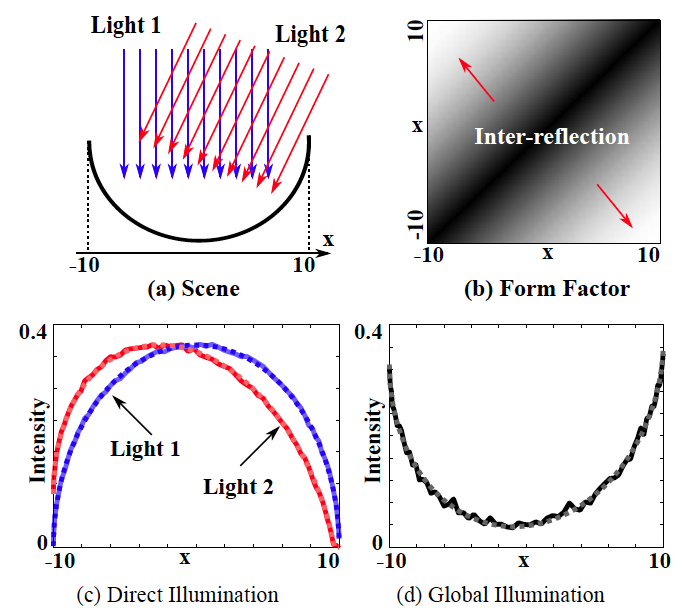 Light 1
Light 2
x
-10
10
(a) Scene
10
x
-10
Inter-reflection
-10
x
10
(b) Form Factor
0.4
Intensity
Light 1
Light 2
0
-10
x
10
(c) Direct Illumination
0.4
Intensity
0
-10
x
10
(d) Global Illumination